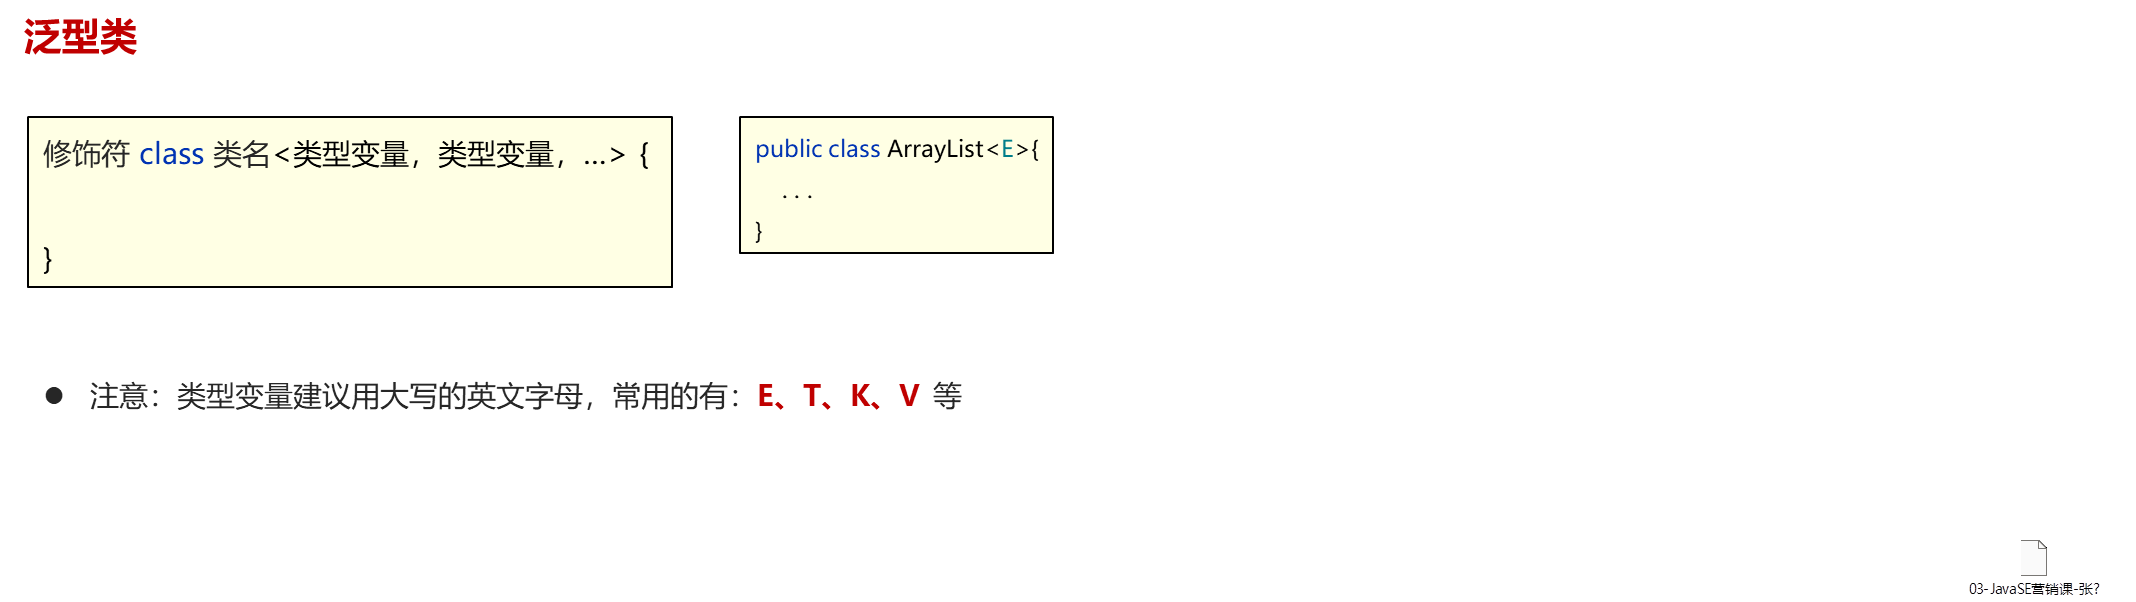 泛型类
修饰符 class 类名<类型变量，类型变量，…> {
}
public class ArrayList<E>{
. . .
}
● 注意：类型变量建议用大写的英文字母，常用的有：E、T、K、V 等
03-JavaSE营销课-张?